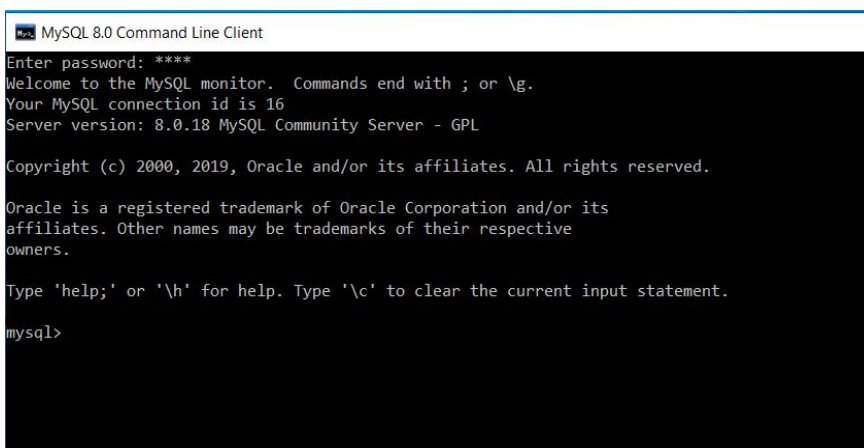 MySQL 8.0 Command Line Client
Enter password: ****
Welcome to the MySQL monitor.  Commands end with ; or \g.
Your MySQL connection id is 16
Server version: 8.0.18 MySQL Community Server - GPL
Copyright (c) 2000, 2019, Oracle and/or its affiliates. All rights reserved.
Oracle is a registered trademark of Oracle Corporation and/or its
affiliates. Other names may be trademarks of their respective
owners.
Type 'help;' or '\h' for help. Type '\c' to clear the current input statement.
mysql>